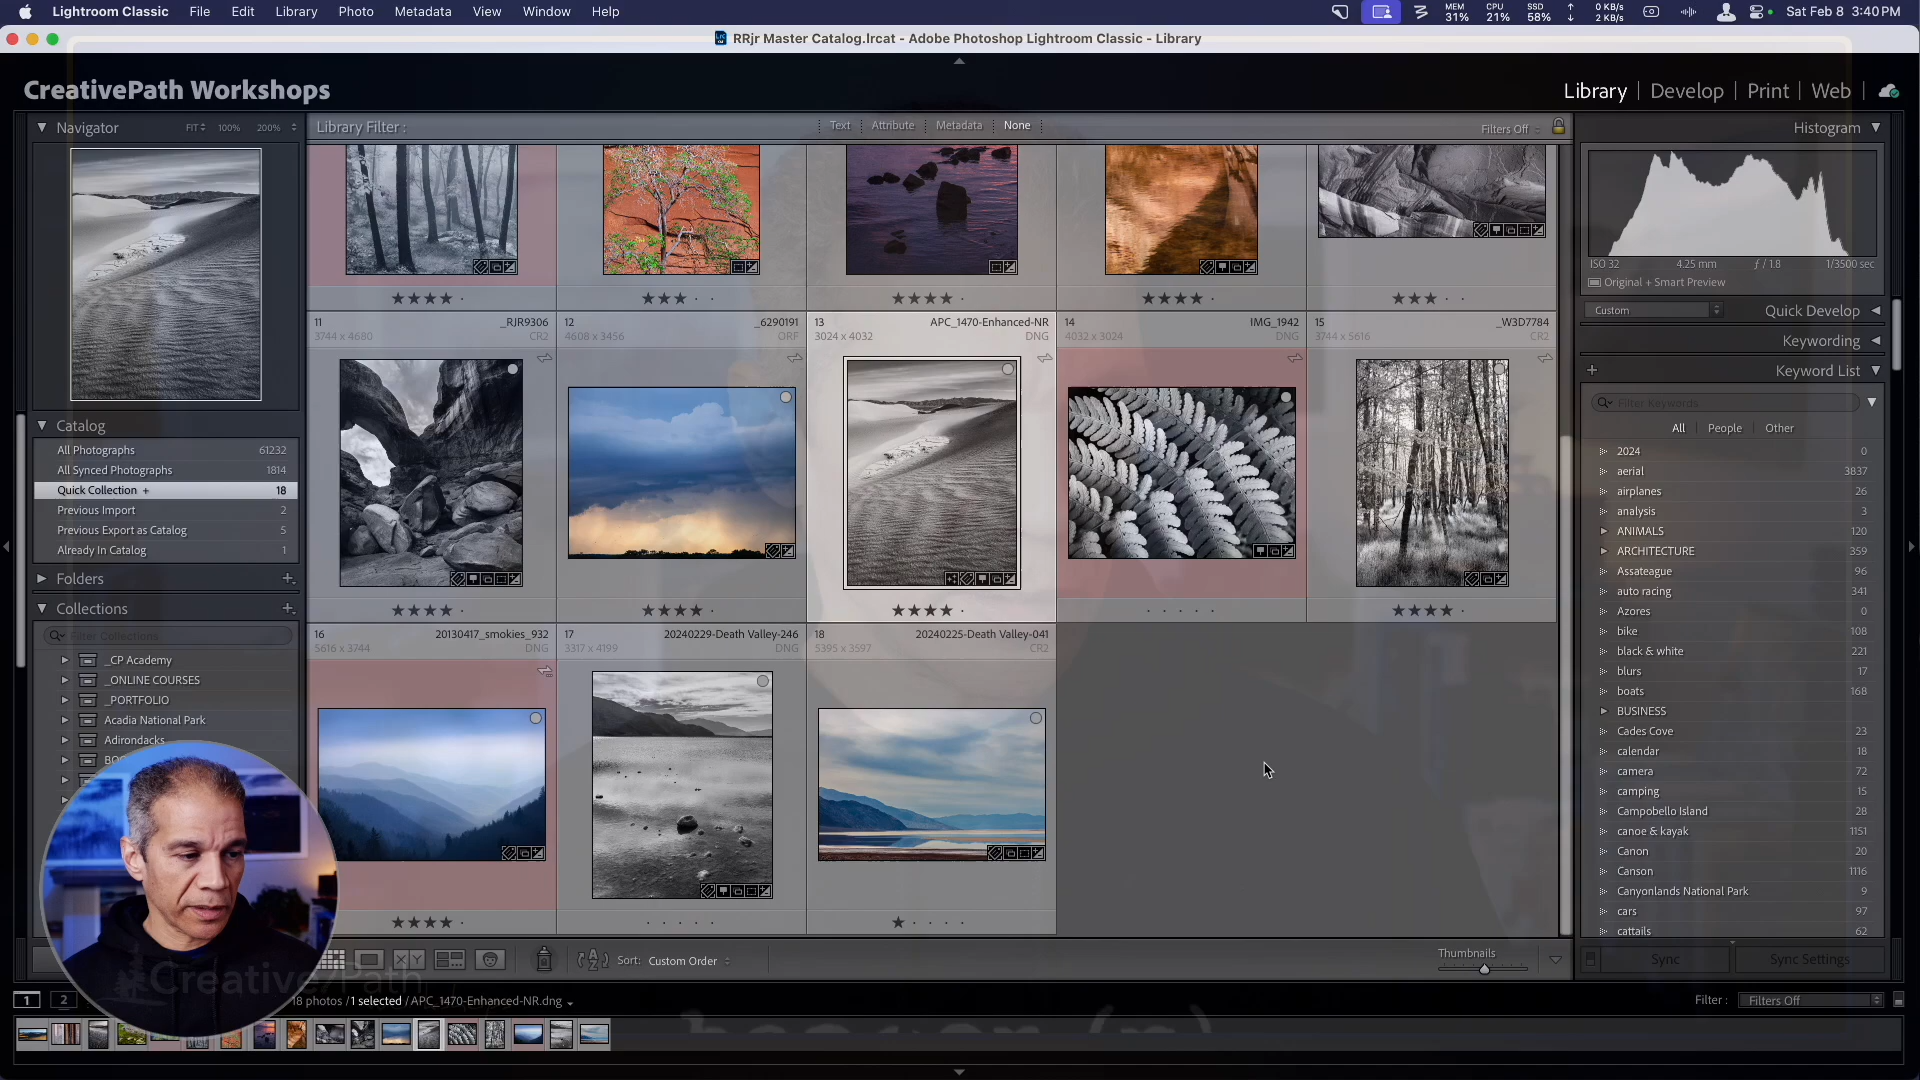 Lightroom Classic File Edit Library Photo Metadata View Window Help
MEM 31% CPU 21% SSD 58% 0 KB/s 2 KB/s Sat Feb 8 3:40 PM
RRjr Master Catalog.lrcat - Adobe Photoshop Lightroom Classic - Library
CreativePath Workshops
Library | Develop | Print | Web
Navigator FIT 100% 200%
Library Filter : Text Attribute Metadata None Filters Off
Histogram
ISO 32 4.25 mm ƒ / 1.8 1/3500 sec
Original + Smart Preview
Custom Quick Develop
Keywording
Keyword List
Filter Keywords
All People Other
2024 0
aerial 3837
airplanes 26
analysis 3
ANIMALS 120
ARCHITECTURE 359
Assateague 96
auto racing 341
Azores 0
bike 108
black & white 221
blurs 17
boats 168
BUSINESS
Cades Cove 23
calendar 18
camera 72
camping 15
Campobello Island 28
canoe & kayak 1151
Canon 20
Canson 1116
Canyonlands National Park 9
cars 97
cattails 62
Sync Sync Settings
Catalog
All Photographs 61232
All Synced Photographs 1814
Quick Collection + 18
Previous Import 2
Previous Export as Catalog 5
Already In Catalog 1
Folders
Collections
Filter Collections
_CP Academy
_ONLINE COURSES
_PORTFOLIO
Acadia National Park
Adirondacks
11 _RJR9306
3744 x 4680 CR2
12 _6290191
4608 x 3456 ORF
13 APC_1470-Enhanced-NR
3024 x 4032 DNG
14 IMG_1942
4032 x 3024 DNG
15 _W3D7784
3744 x 5616 CR2
16 20130417_smokies_932
5616 x 3744 DNG
17 20240229-Death Valley-246
3317 x 4199 DNG
18 20240225-Death Valley-041
5395 x 3597 CR2
XY Sort: Custom Order
Thumbnails
Creative/Path
1 2 18 photos / 1 selected / APC_1470-Enhanced-NR.dng
Filter : Filters Off